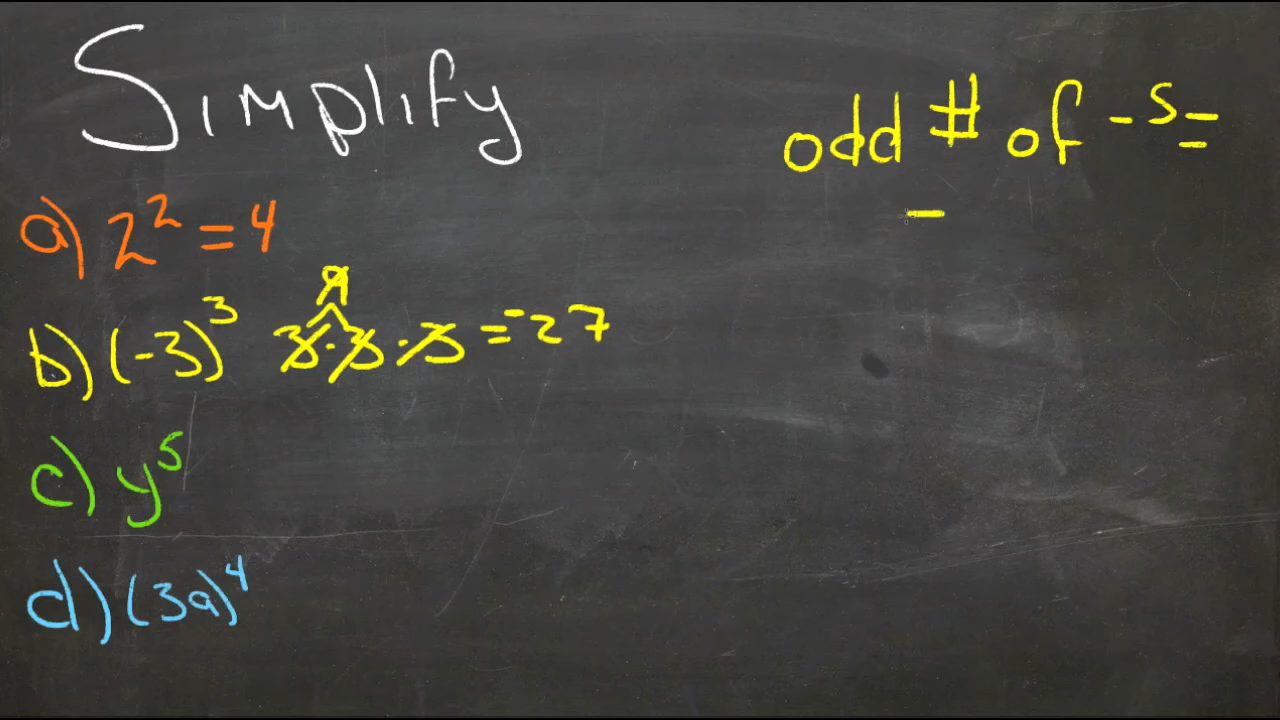 Simplify
odd # of -s =
-
a) 2² = 4
9
b) (-3)³ 3·3·3 = -27
c) y⁵
d) (3a)⁴